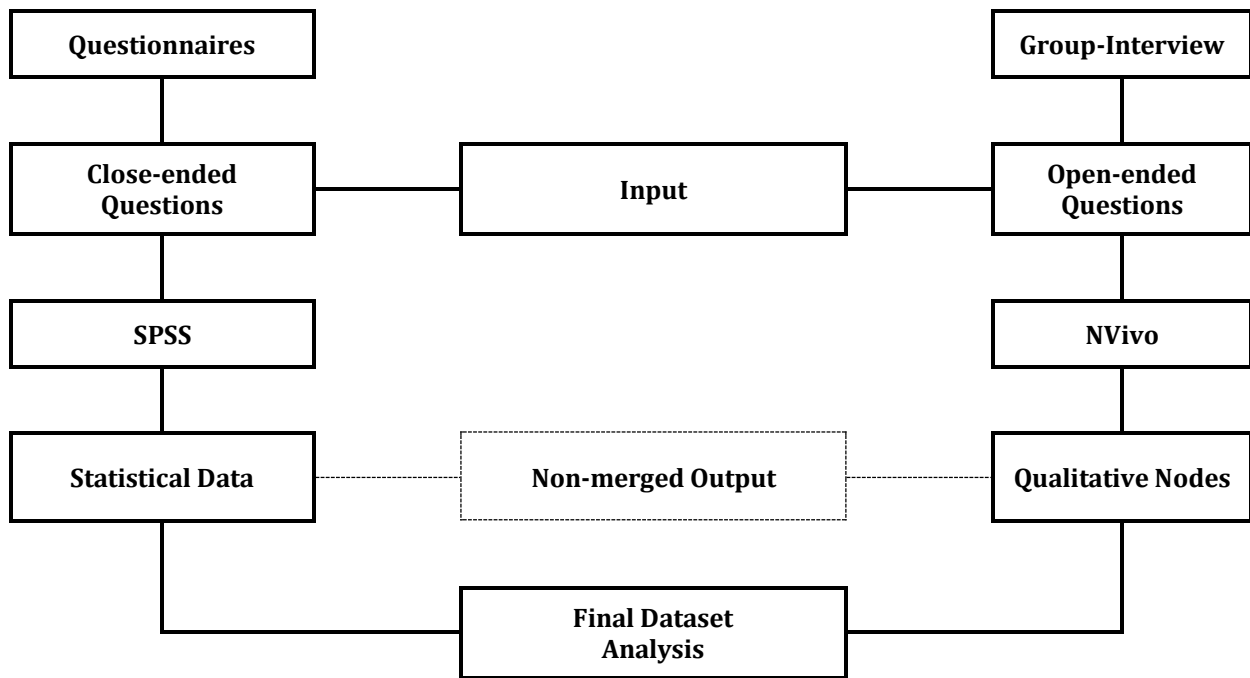 Questionnaires
Group-Interview
Close-ended
Questions
Input
Open-ended
Questions
SPSS
NVivo
Statistical Data
Non-merged Output
Qualitative Nodes
Final Dataset
Analysis